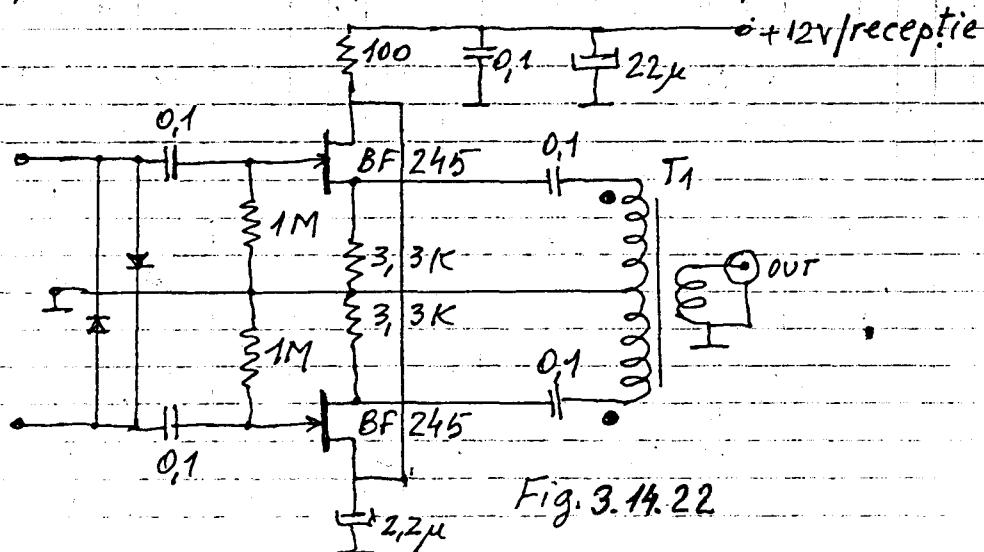 +12V/recepție
100
0,1
22µ
0,1
BF 245
0,1
T1
1M
3,3K
OUT
3,3K
1M
0,1
BF 245
0,1
Fig. 3.14.22
2,2µ